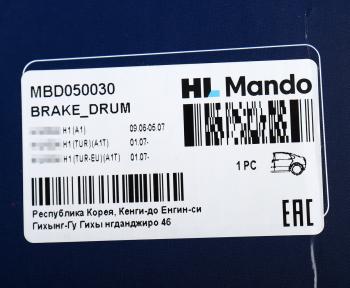 HL Mando
MBD050030
BRAKE_DRUM
H1(A1) 09.06-05.07
H1(TUR)(A1T) 01.07-
H1(TUR-EU)(A1T) 01.07-
1 PC
Республика Корея, Кенги-до Енгин-си
Гихынг-Гу Гихы нгданджиро 46
EAC